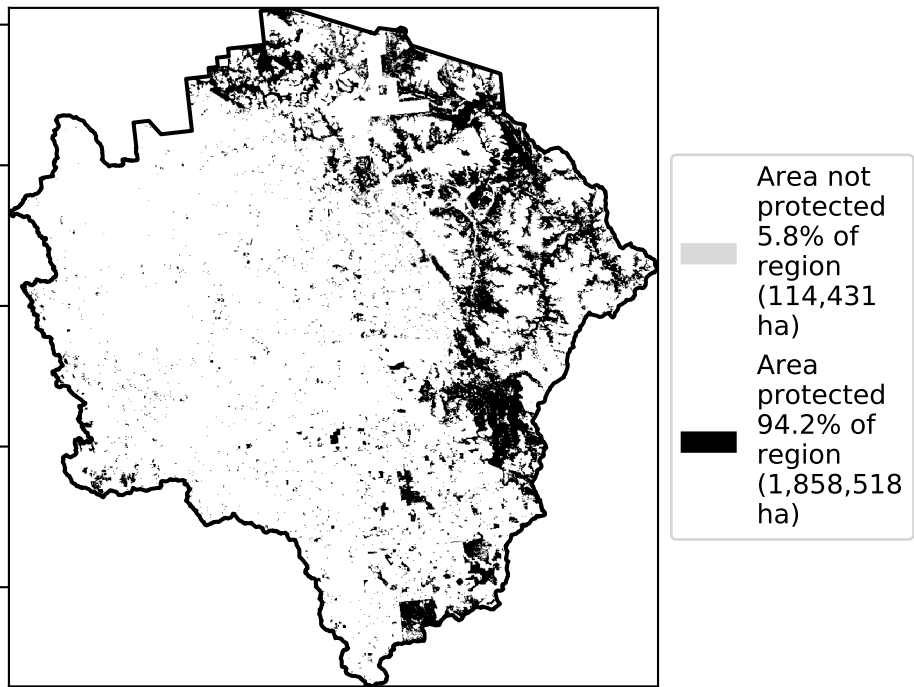 Area not
protected
5.8% of
region
(114,431
ha)
Area
protected
94.2% of
region
(1,858,518
ha)